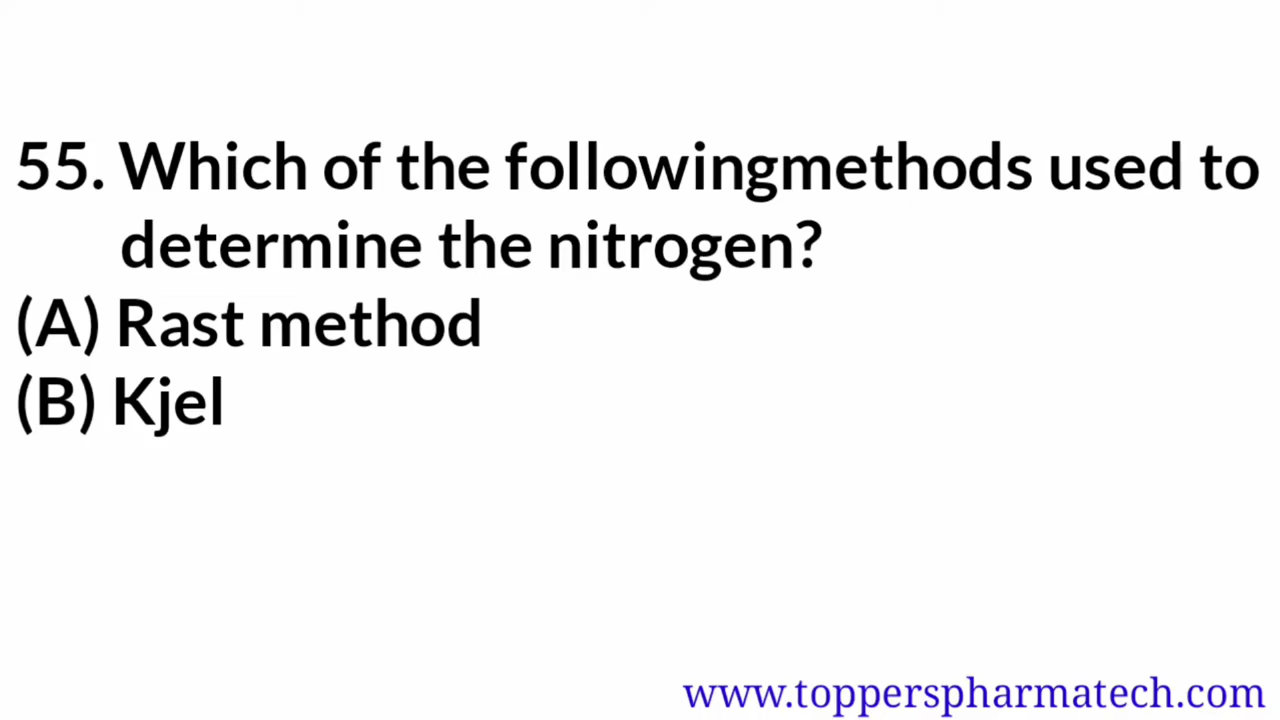 55. Which of the followingmethods used to
determine the nitrogen?
(A) Rast method
(B) Kjel
www.topperspharmatech.com